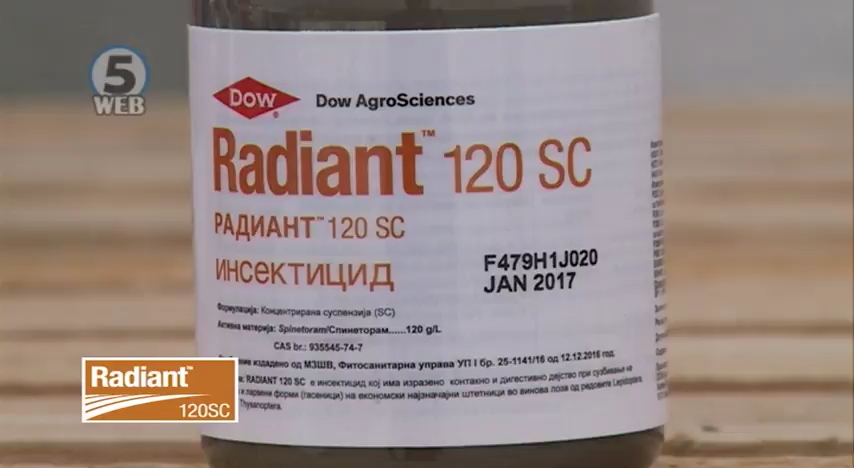 5
WEB
DOW
Dow AgroSciences
Radiant™ 120 SC
РАДИАНТ™ 120 SC
ИНСЕКТИЦИД
F479H1J020
JAN 2017
Формулација: Концентрирана суспензија (SC)
Активна материја: Spinetoram/Спинеторам......120 g/L
CAS br.: 935545-74-7
издадено од МЗШВ, Фитосанитарна управа УП I бр. 25-1141/16 од 12.12.2016 год.
RADIANT 120 SC е инсектицид кој има изразено контактно и дигестивно дејство при сузбивање на
и ларвени форми (гасеници) на економски најзначајни штетници во винова лоза од редовите Lepidoptera,
Thysanoptera.
Radiant™
120SC